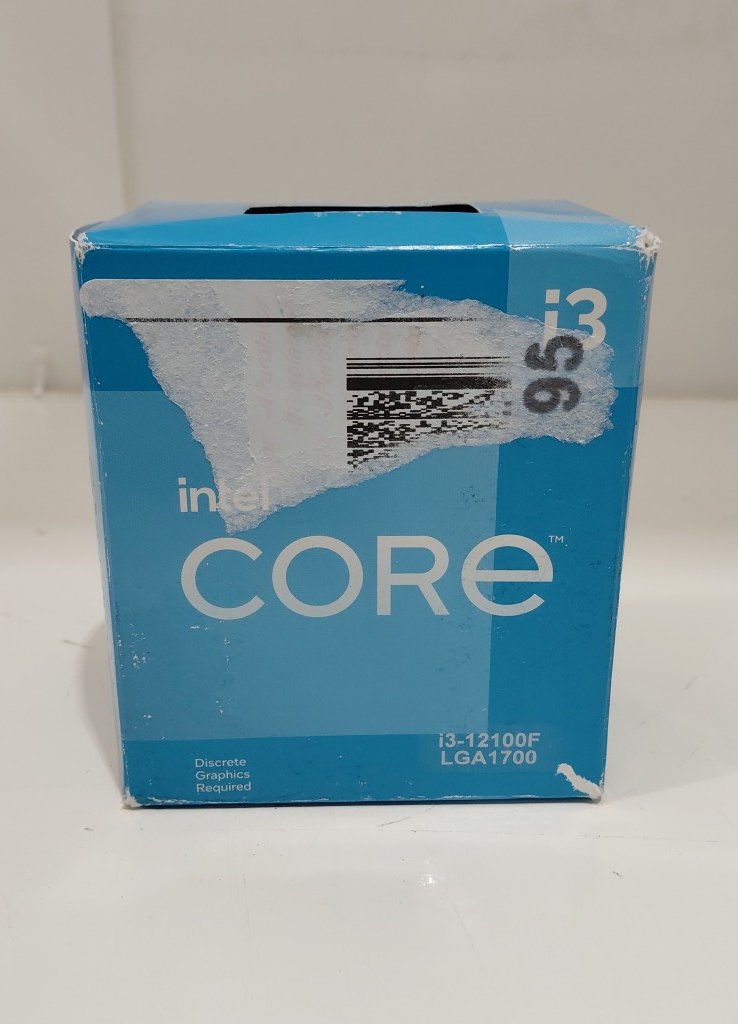 i3
95
intel
CORE™
i3-12100F
LGA1700
Discrete
Graphics
Required